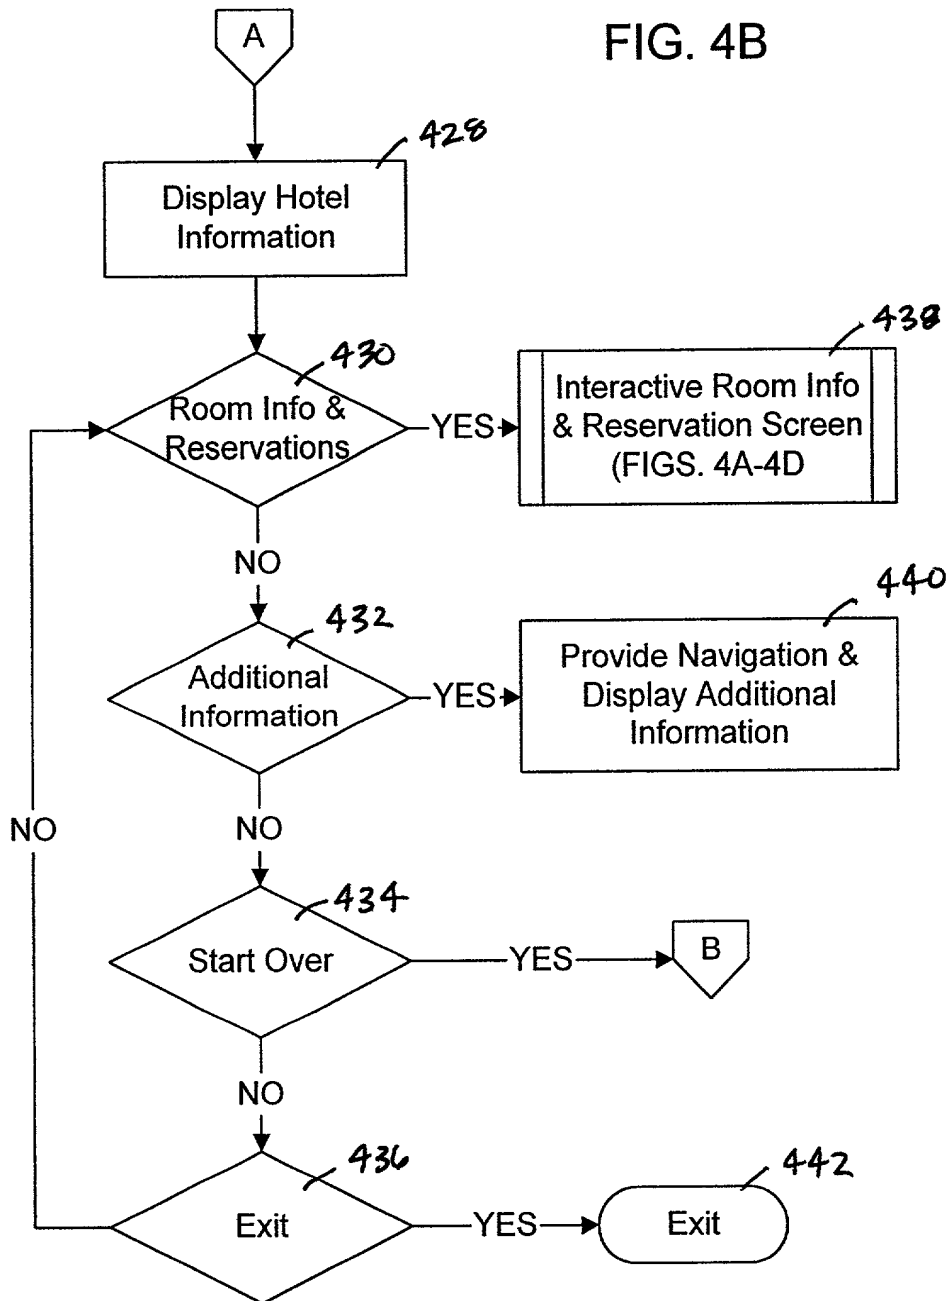 A
FIG. 4B
428
Display Hotel
Information
430
438
Room Info &
Reservations
YES
Interactive Room Info
& Reservation Screen
(FIGS. 4A-4D
NO
432
440
Additional
Information
YES
Provide Navigation &
Display Additional
Information
NO
NO
434
Start Over
YES
B
NO
436
442
Exit
YES
Exit